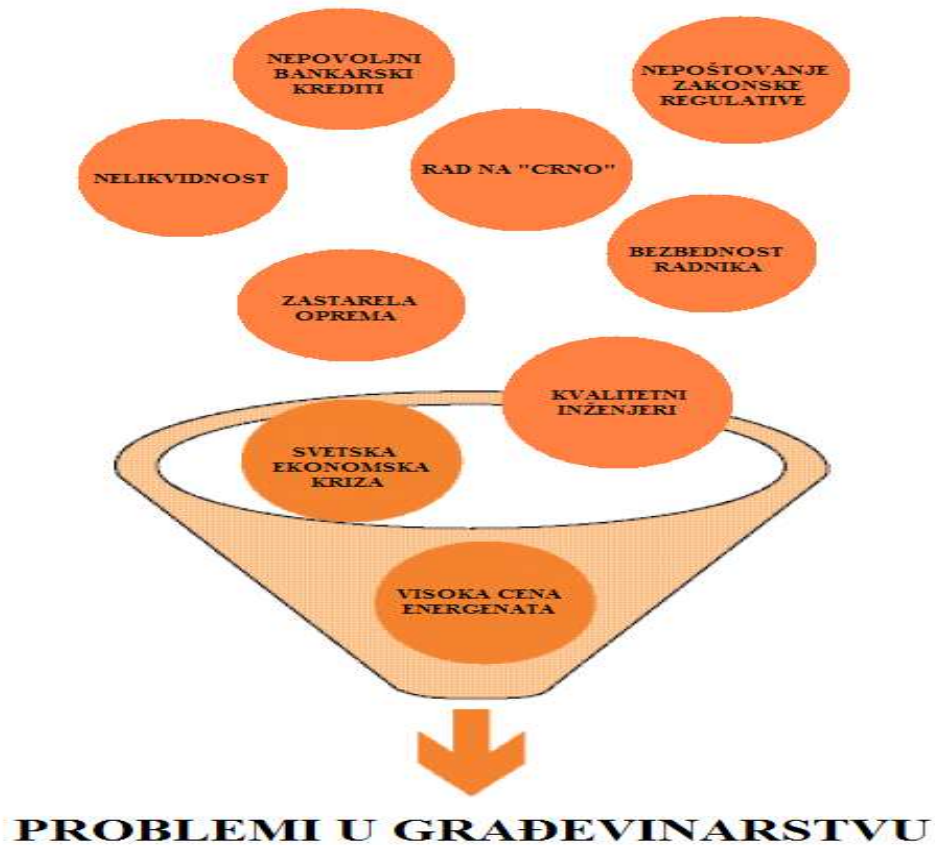 NEPOVOLJNI
BANKARSKI
KREDITI
NEPOŠTOVANJE
ZAKONSKE
REGULATIVE
NELIKVIDNOST
RAD NA "CRNO"
BEZBEDNOST
RADNIKA
ZASTARELA
OPREMA
KVALITETNI
INŽENJERI
SVETSKA
EKONOMSKA
KRIZA
VISOKA CENA
ENERGENATA
PROBLEMI U GRAĐEVINARSTVU